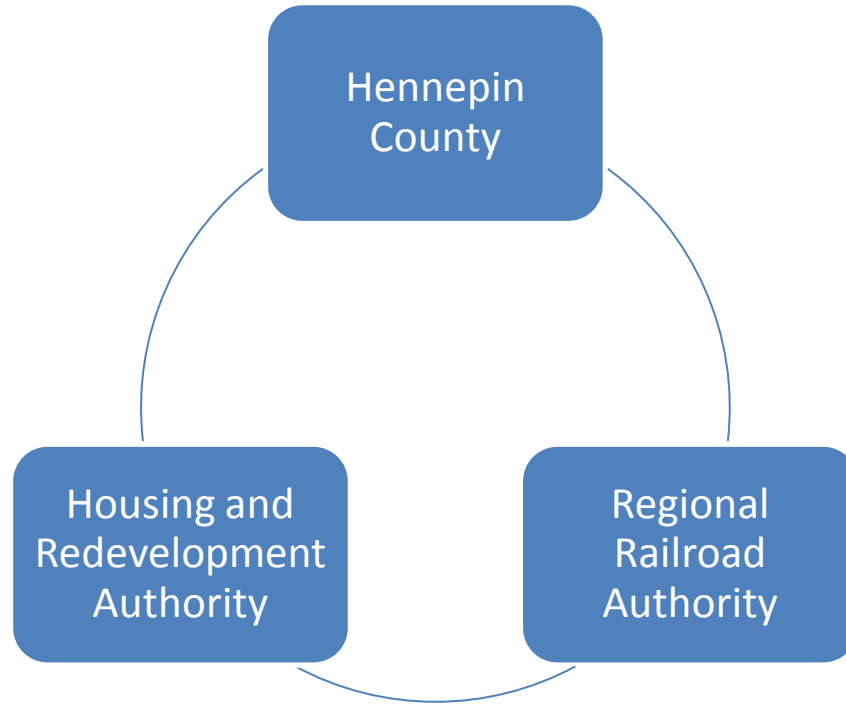 Hennepin
County
Housing and
Redevelopment
Authority
Regional
Railroad
Authority